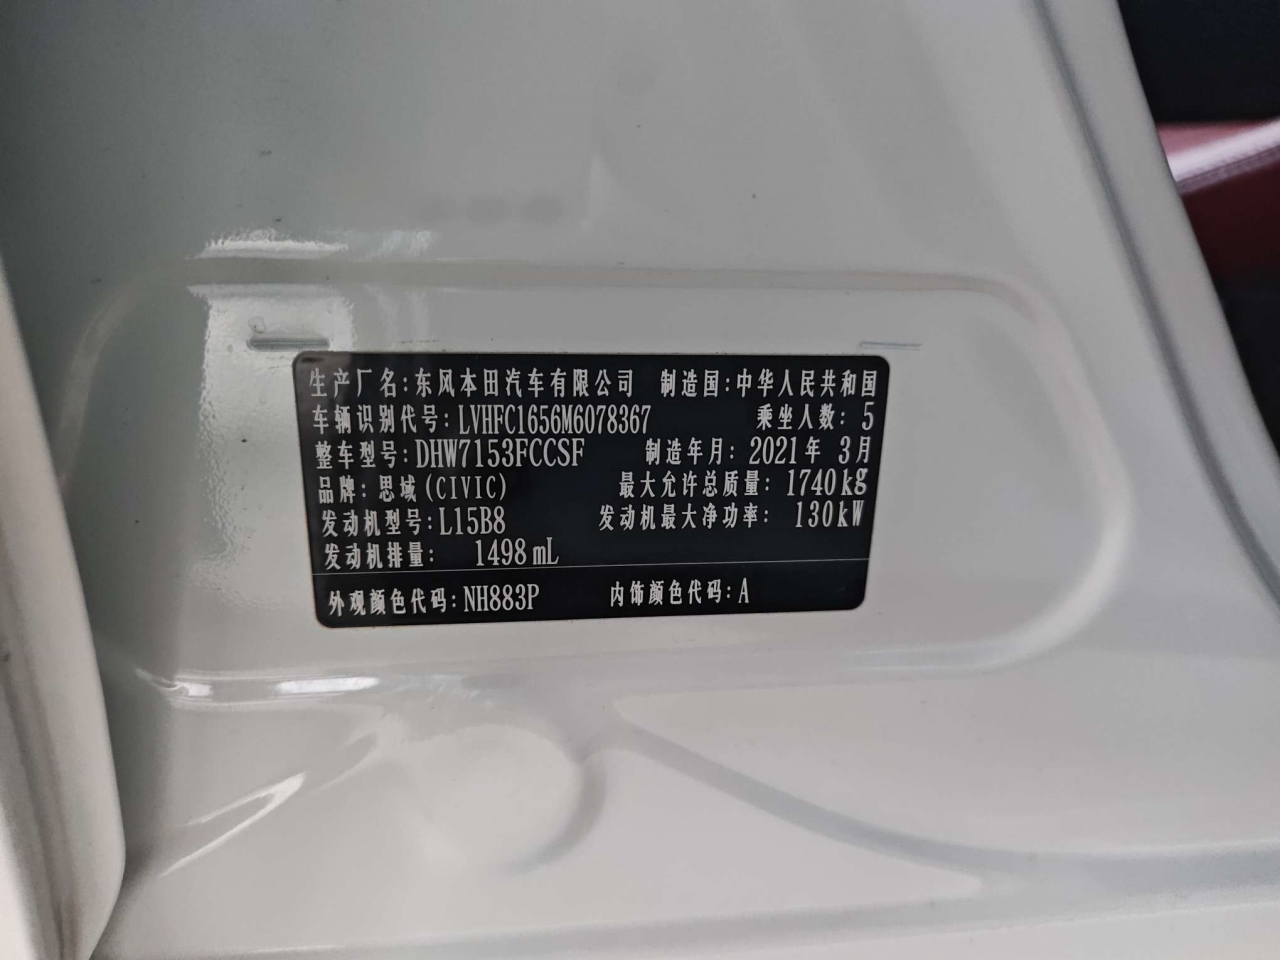 生产厂名:东风本田汽车有限公司 制造国:中华人民共和国
车辆识别代号:LVHFC1656M6078367 乘坐人数:5
整车型号:DHW7153FCCSF 制造年月:2021年 3月
品牌:思域(CIVIC) 最大允许总质量:1740kg
发动机型号:L15B8 发动机最大净功率:130kW
发动机排量: 1498mL
外观颜色代码:NH883P 内饰颜色代码:A